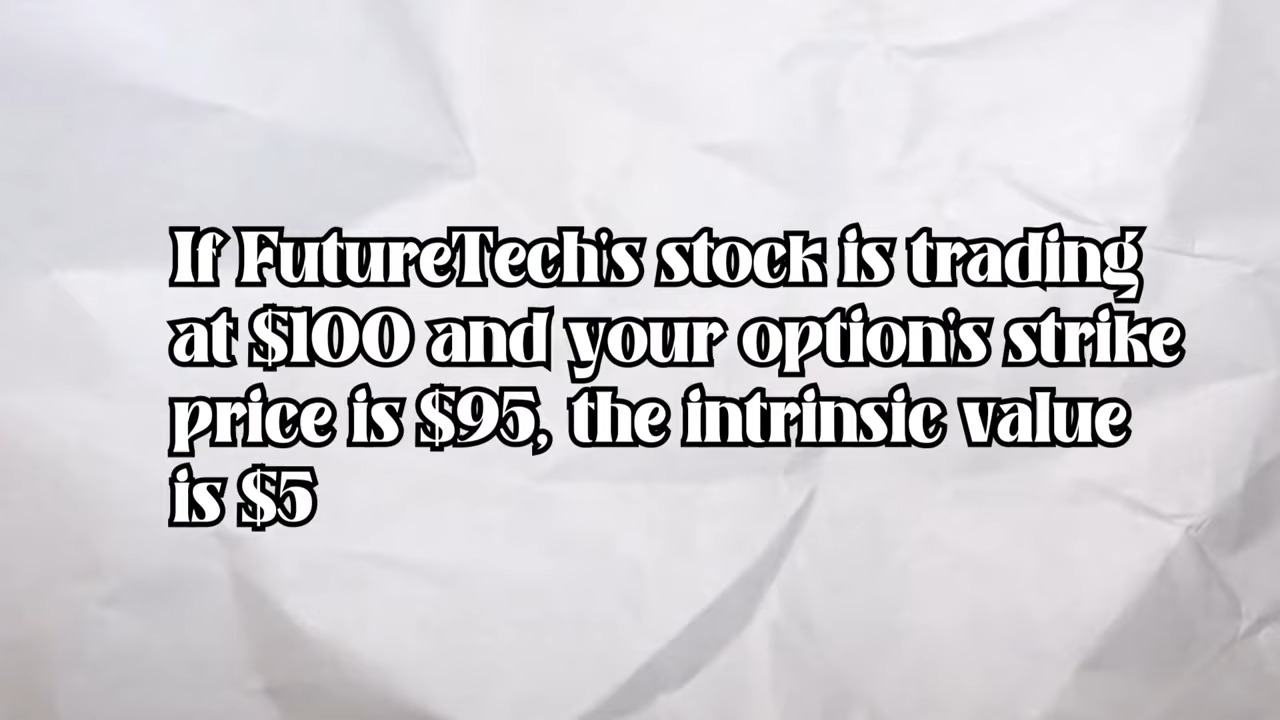 If FutureTech's stock is trading
at $100 and your option's strike
price is $95, the intrinsic value
is $5